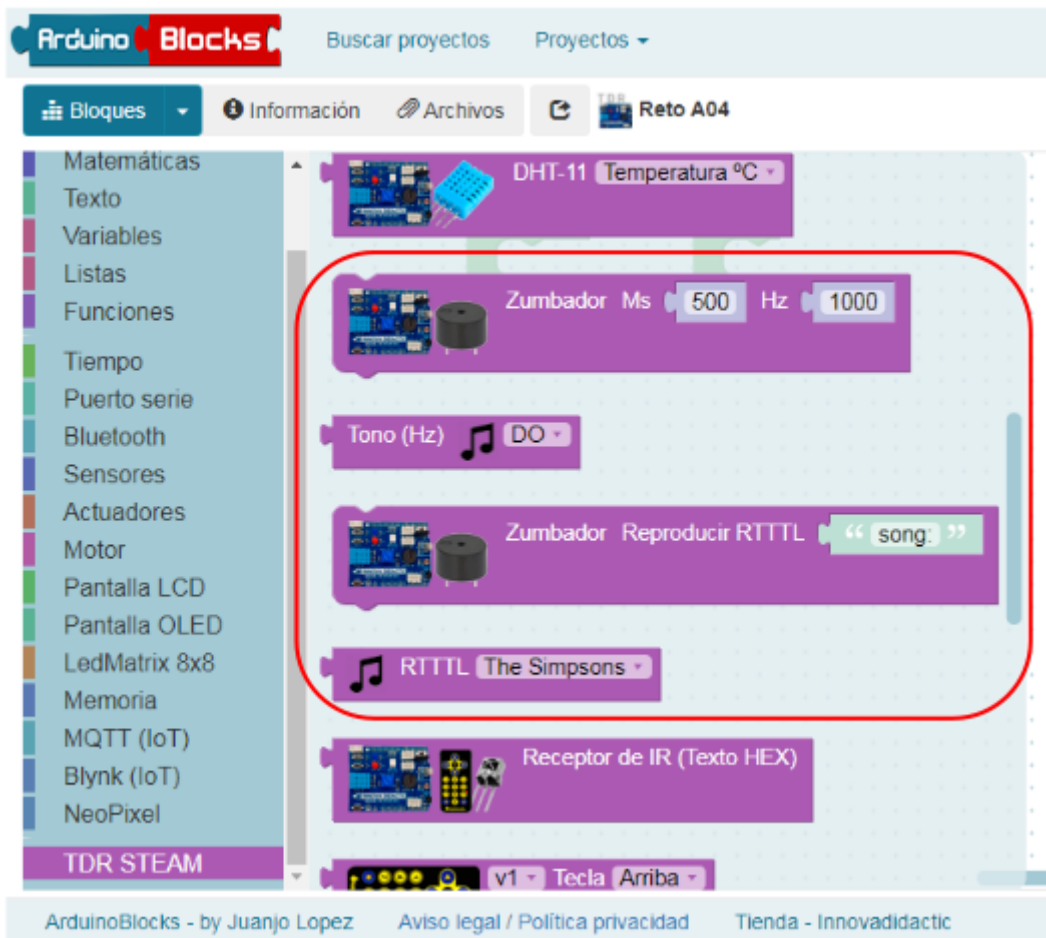 Arduino Blocks
Buscar proyectos
Proyectos
Bloques
Información
Archivos
Reto A04
Matemáticas
Texto
Variables
Listas
Funciones
Tiempo
Puerto serie
Bluetooth
Sensores
Actuadores
Motor
Pantalla LCD
Pantalla OLED
LedMatrix 8x8
Memoria
MQTT (IoT)
Blynk (IoT)
NeoPixel
TDR STEAM
DHT-11 Temperatura ºC
Zumbador Ms 500 Hz 1000
Tono (Hz) DO
Zumbador Reproducir RTTTL “ song: ”
RTTTL The Simpsons
Receptor de IR (Texto HEX)
v1 Tecla Arriba
ArduinoBlocks - by Juanjo Lopez
Aviso legal / Política privacidad
Tienda - Innovadidactic